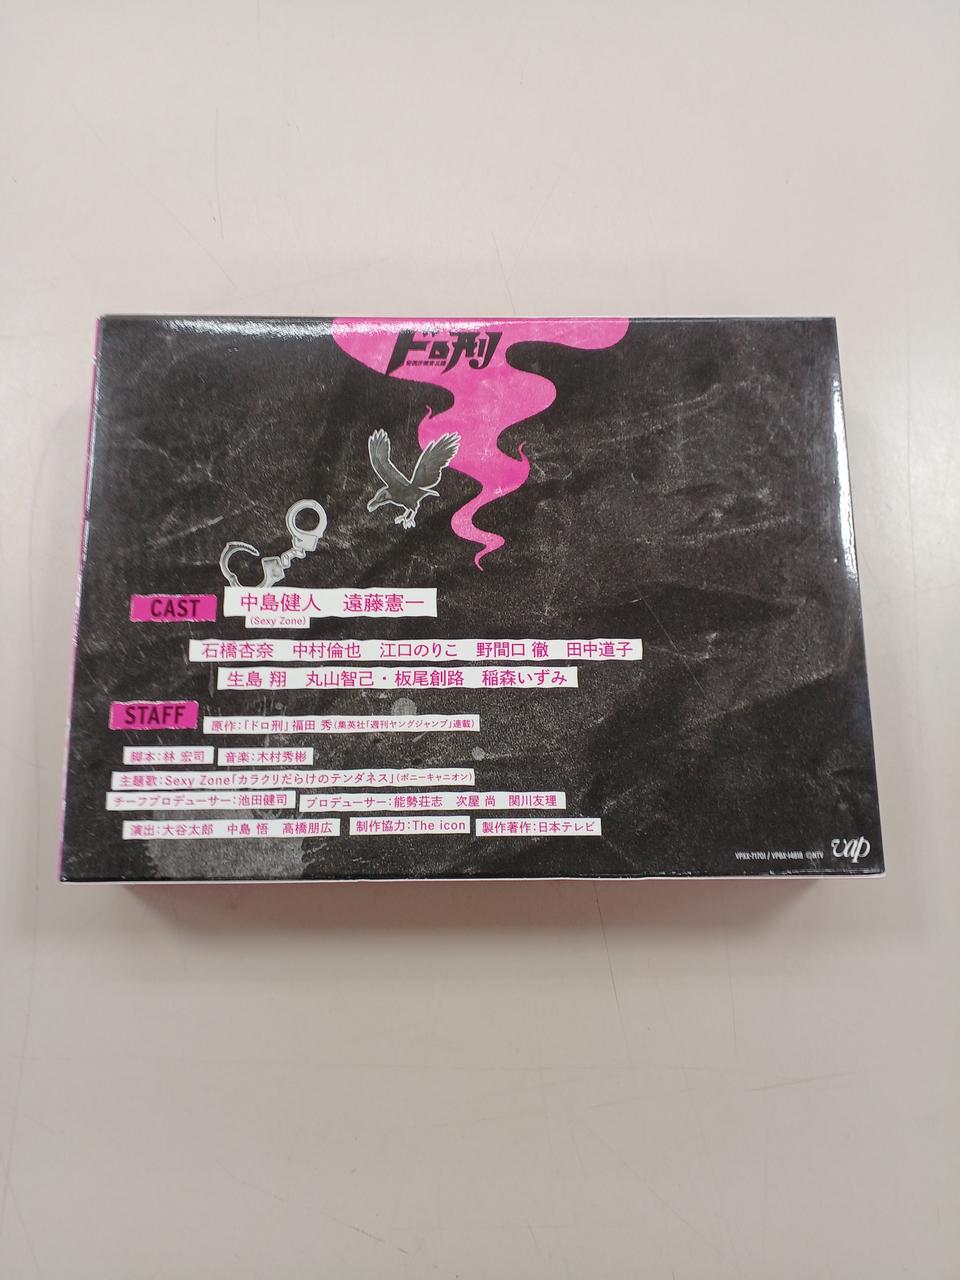 ドロ刑
警視庁捜査三課
CAST
中島健人 遠藤憲一
(Sexy Zone)
石橋杏奈 中村倫也 江口のりこ 野間口 徹 田中道子
生島 翔 丸山智己・板尾創路 稲森いずみ
STAFF
原作:「ドロ刑」福田 秀(集英社「週刊ヤングジャンプ」連載)
脚本:林 宏司 音楽:木村秀彬
主題歌:Sexy Zone「カラクリだらけのテンダネス」(ポニーキャニオン)
チーフプロデューサー:池田健司 プロデューサー:能勢荘志 次屋 尚 関川友理
演出:大谷太郎 中島 悟 高橋朋広 制作協力:The icon 製作著作:日本テレビ
VPXX-71701 / VPBX-14818 ©NTV vap